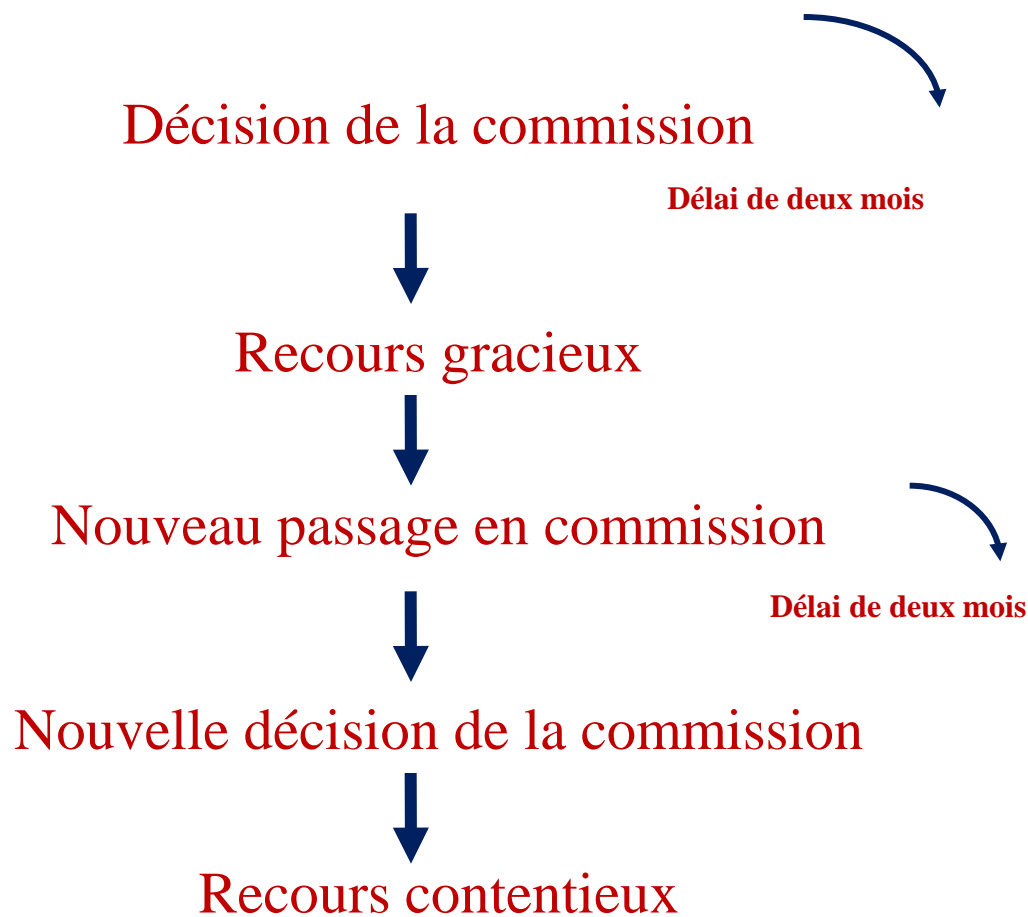 Décision de la commission
Délai de deux mois
Recours gracieux
Nouveau passage en commission
Délai de deux mois
Nouvelle décision de la commission
Recours contentieux